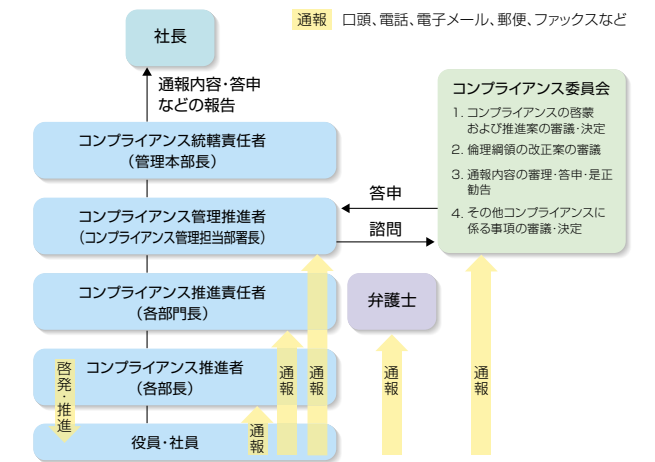 通報 口頭、電話、電子メール、郵便、ファックスなど
社長
通報内容・答申
などの報告
コンプライアンス委員会
1. コンプライアンスの啓蒙
および推進案の審議・決定
2. 倫理綱領の改正案の審議
3. 通報内容の審理・答申・是正
勧告
4. その他コンプライアンスに
係る事項の審議・決定
コンプライアンス統轄責任者
(管理本部長)
コンプライアンス管理推進者
(コンプライアンス管理担当部署長)
答申
諮問
コンプライアンス推進責任者
(各部門長)
弁護士
コンプライアンス推進者
(各部長)
啓発・推進
通報
通報
通報
通報
通報
役員・社員